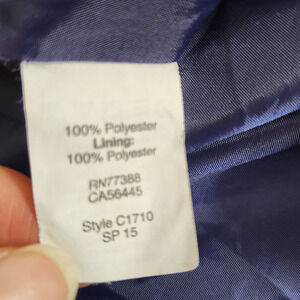 100% Polyester
Lining:
100% Polyester
RN77388
CA56445
Style C1710
SP 15